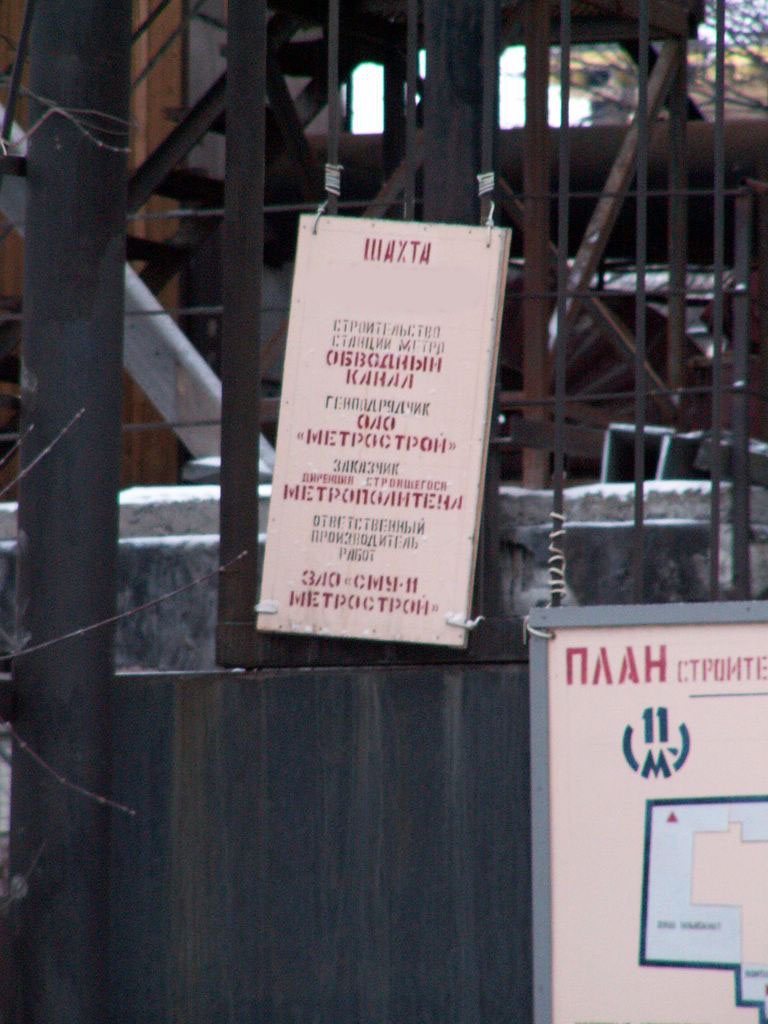 ШАХТА
СТРОИТЕЛЬСТВО
СТАНЦИИ МЕТРО
ОБВОДНЫЙ
КАНАЛ
ГЕНПОДРЯДЧИК
ОАО
«МЕТРОСТРОЙ»
ЗАКАЗЧИК
ДИРЕКЦИЯ СТРОЯЩЕГОСЯ
МЕТРОПОЛИТЕНА
ОТВЕТСТВЕННЫЙ
ПРОИЗВОДИТЕЛЬ
РАБОТ
ЗАО «СМУ-11
МЕТРОСТРОЙ»
ПЛАН СТРОИТЕ
11
М